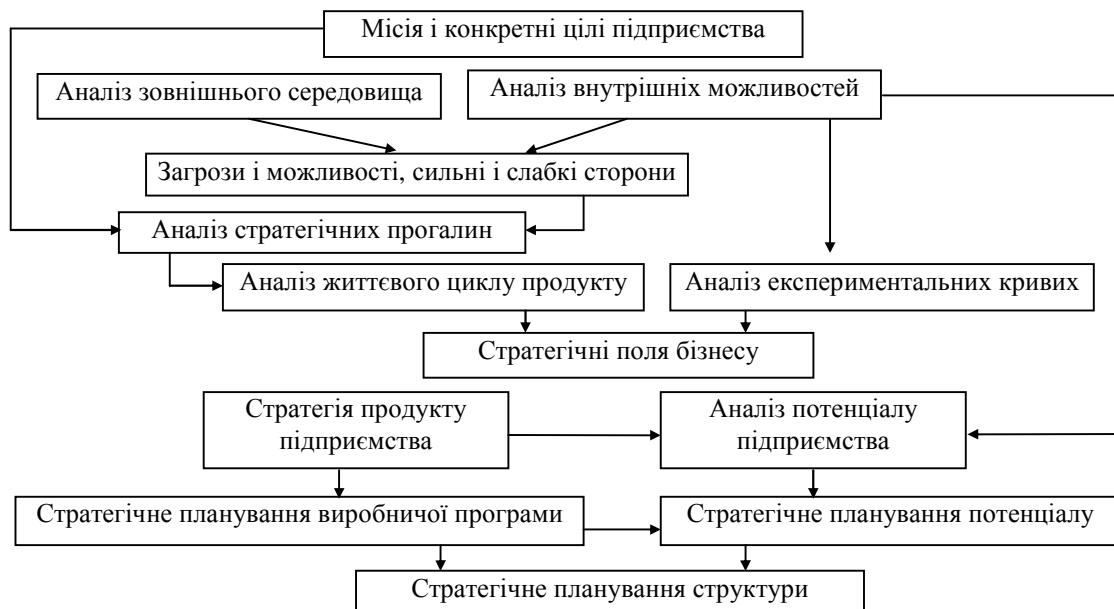 Місія і конкретні цілі підприємства
Аналіз зовнішнього середовища
Аналіз внутрішніх можливостей
Загрози і можливості, сильні і слабкі сторони
Аналіз стратегічних прогалин
Аналіз життєвого циклу продукту
Аналіз експериментальних кривих
Стратегічні поля бізнесу
Стратегія продукту
підприємства
Аналіз потенціалу
підприємства
Стратегічне планування виробничої програми
Стратегічне планування потенціалу
Стратегічне планування структури